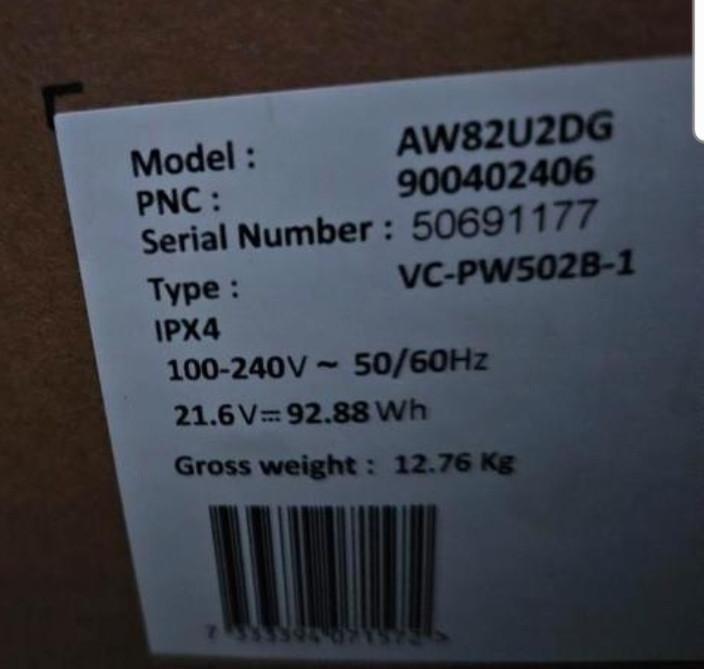 Model : AW82U2DG
PNC : 900402406
Serial Number : 50691177
Type : VC-PW502B-1
IPX4
100-240V ~ 50/60Hz
21.6V⎓92.88 Wh
Gross weight : 12.76 Kg